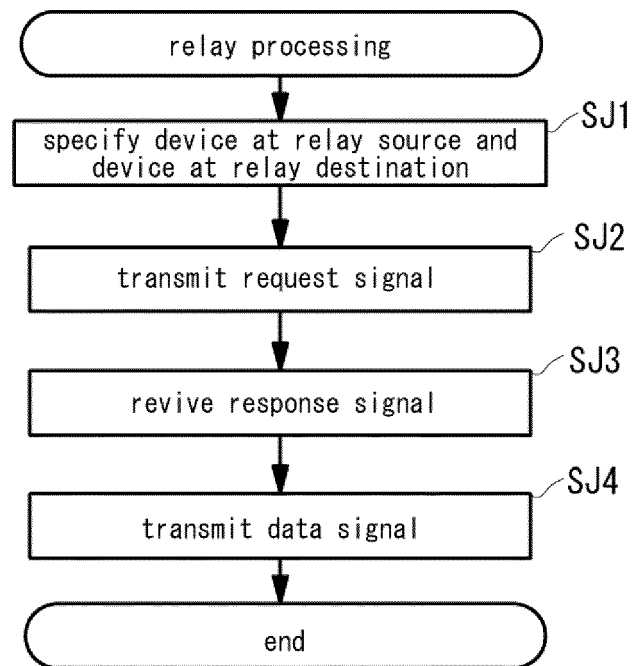 relay processing
SJ1
specify device at relay source and
device at relay destination
SJ2
transmit request signal
SJ3
revive response signal
SJ4
transmit data signal
end